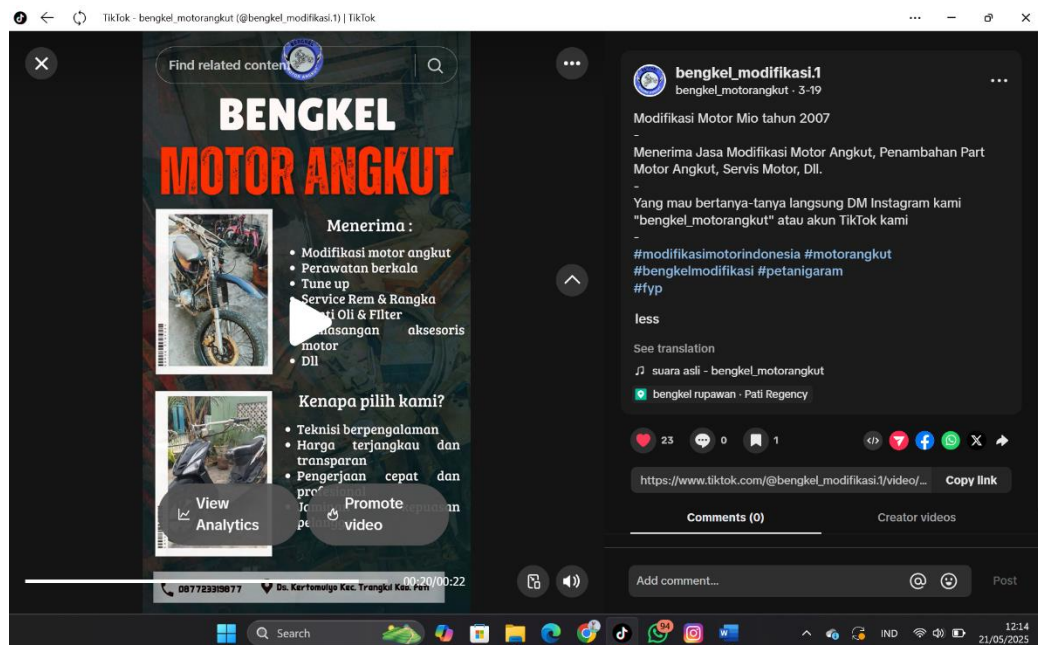 TikTok - bengkel_motorangkut (@bengkel_modifikasi.1) | TikTok
Find related content
BENGKEL
MOTOR ANGKUT
Menerima :
• Modifikasi motor angkut
• Perawatan berkala
• Tune up
Service Rem & Rangka
Oli & FIlter
aksesoris
motor
• Dll
Kenapa pilih kami?
• Teknisi berpengalaman
• Harga terjangkau dan
transparan
• Pengerjaan cepat dan
View
Analytics
Promote
video
00:20/00:22
087723319877
Ds. Kertomulyo Kec. Trangkil Kab. Pati
bengkel_modifikasi.1
bengkel_motorangkut · 3-19
Modifikasi Motor Mio tahun 2007
-
Menerima Jasa Modifikasi Motor Angkut, Penambahan Part
Motor Angkut, Servis Motor, Dll.
-
Yang mau bertanya-tanya langsung DM Instagram kami
"bengkel_motorangkut" atau akun TikTok kami
-
#modifikasimotorindonesia #motorangkut
#bengkelmodifikasi #petanigaram
#fyp
less
See translation
suara asli - bengkel_motorangkut
bengkel rupawan · Pati Regency
23
0
1
https://www.tiktok.com/@bengkel_modifikasi.1/video/...
Copy link
Comments (0)
Creator videos
Add comment...
Post
Search
94
IND
12:14
21/05/2025